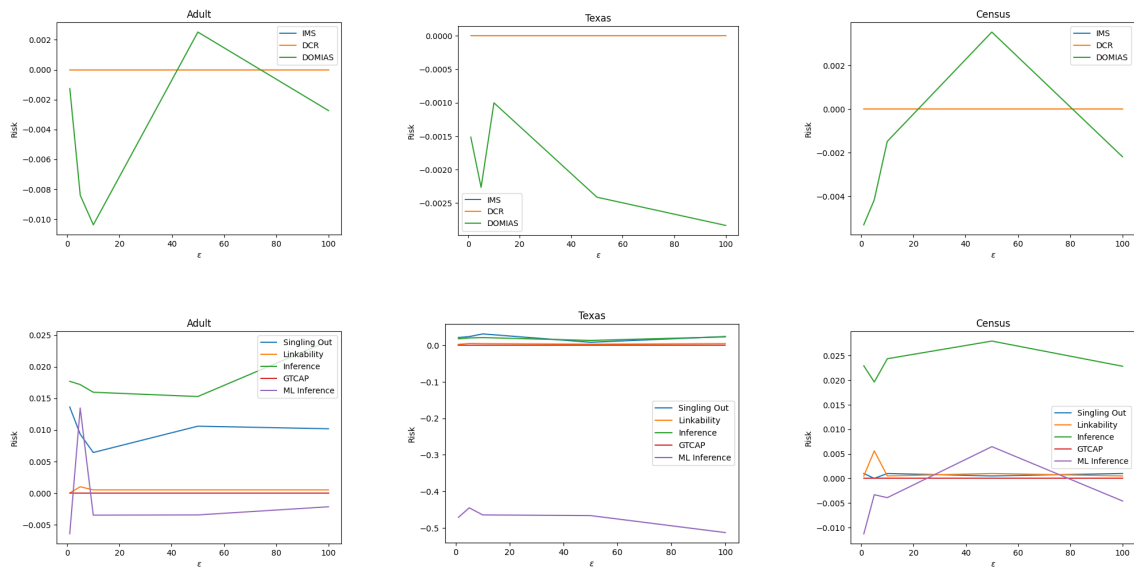 Adult
Risk
0.002
0.000
−0.002
−0.004
−0.006
−0.008
−0.010
IMS
DCR
DOMIAS
0 20 40 60 80 100
ε
Texas
Risk
0.0000
−0.0005
−0.0010
−0.0015
−0.0020
−0.0025
IMS
DCR
DOMIAS
0 20 40 60 80 100
ε
Census
Risk
0.002
0.000
−0.002
−0.004
IMS
DCR
DOMIAS
0 20 40 60 80 100
ε
Adult
Risk
0.025
0.020
0.015
0.010
0.005
0.000
−0.005
Singling Out
Linkability
Inference
GTCAP
ML Inference
0 20 40 60 80 100
ε
Texas
Risk
0.0
−0.1
−0.2
−0.3
−0.4
−0.5
Singling Out
Linkability
Inference
GTCAP
ML Inference
0 20 40 60 80 100
ε
Census
Risk
0.025
0.020
0.015
0.010
0.005
0.000
−0.005
−0.010
Singling Out
Linkability
Inference
GTCAP
ML Inference
0 20 40 60 80 100
ε